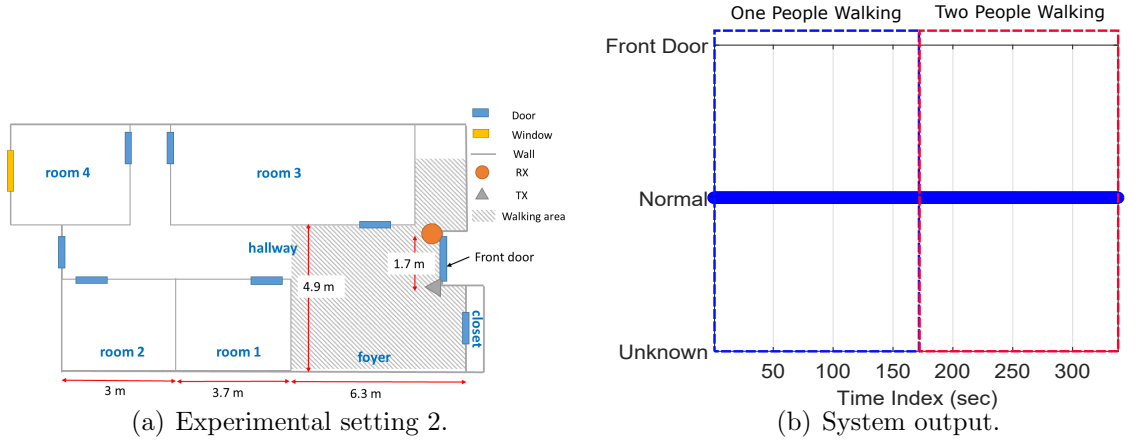 One People Walking
Two People Walking
Front Door
Normal
Unknown
50
100
150
200
250
300
Time Index (sec)
Door
Window
Wall
RX
TX
Walking area
room 4
room 3
hallway
1.7 m
Front door
4.9 m
closet
room 2
room 1
foyer
3 m
3.7 m
6.3 m
(a) Experimental setting 2.
(b) System output.